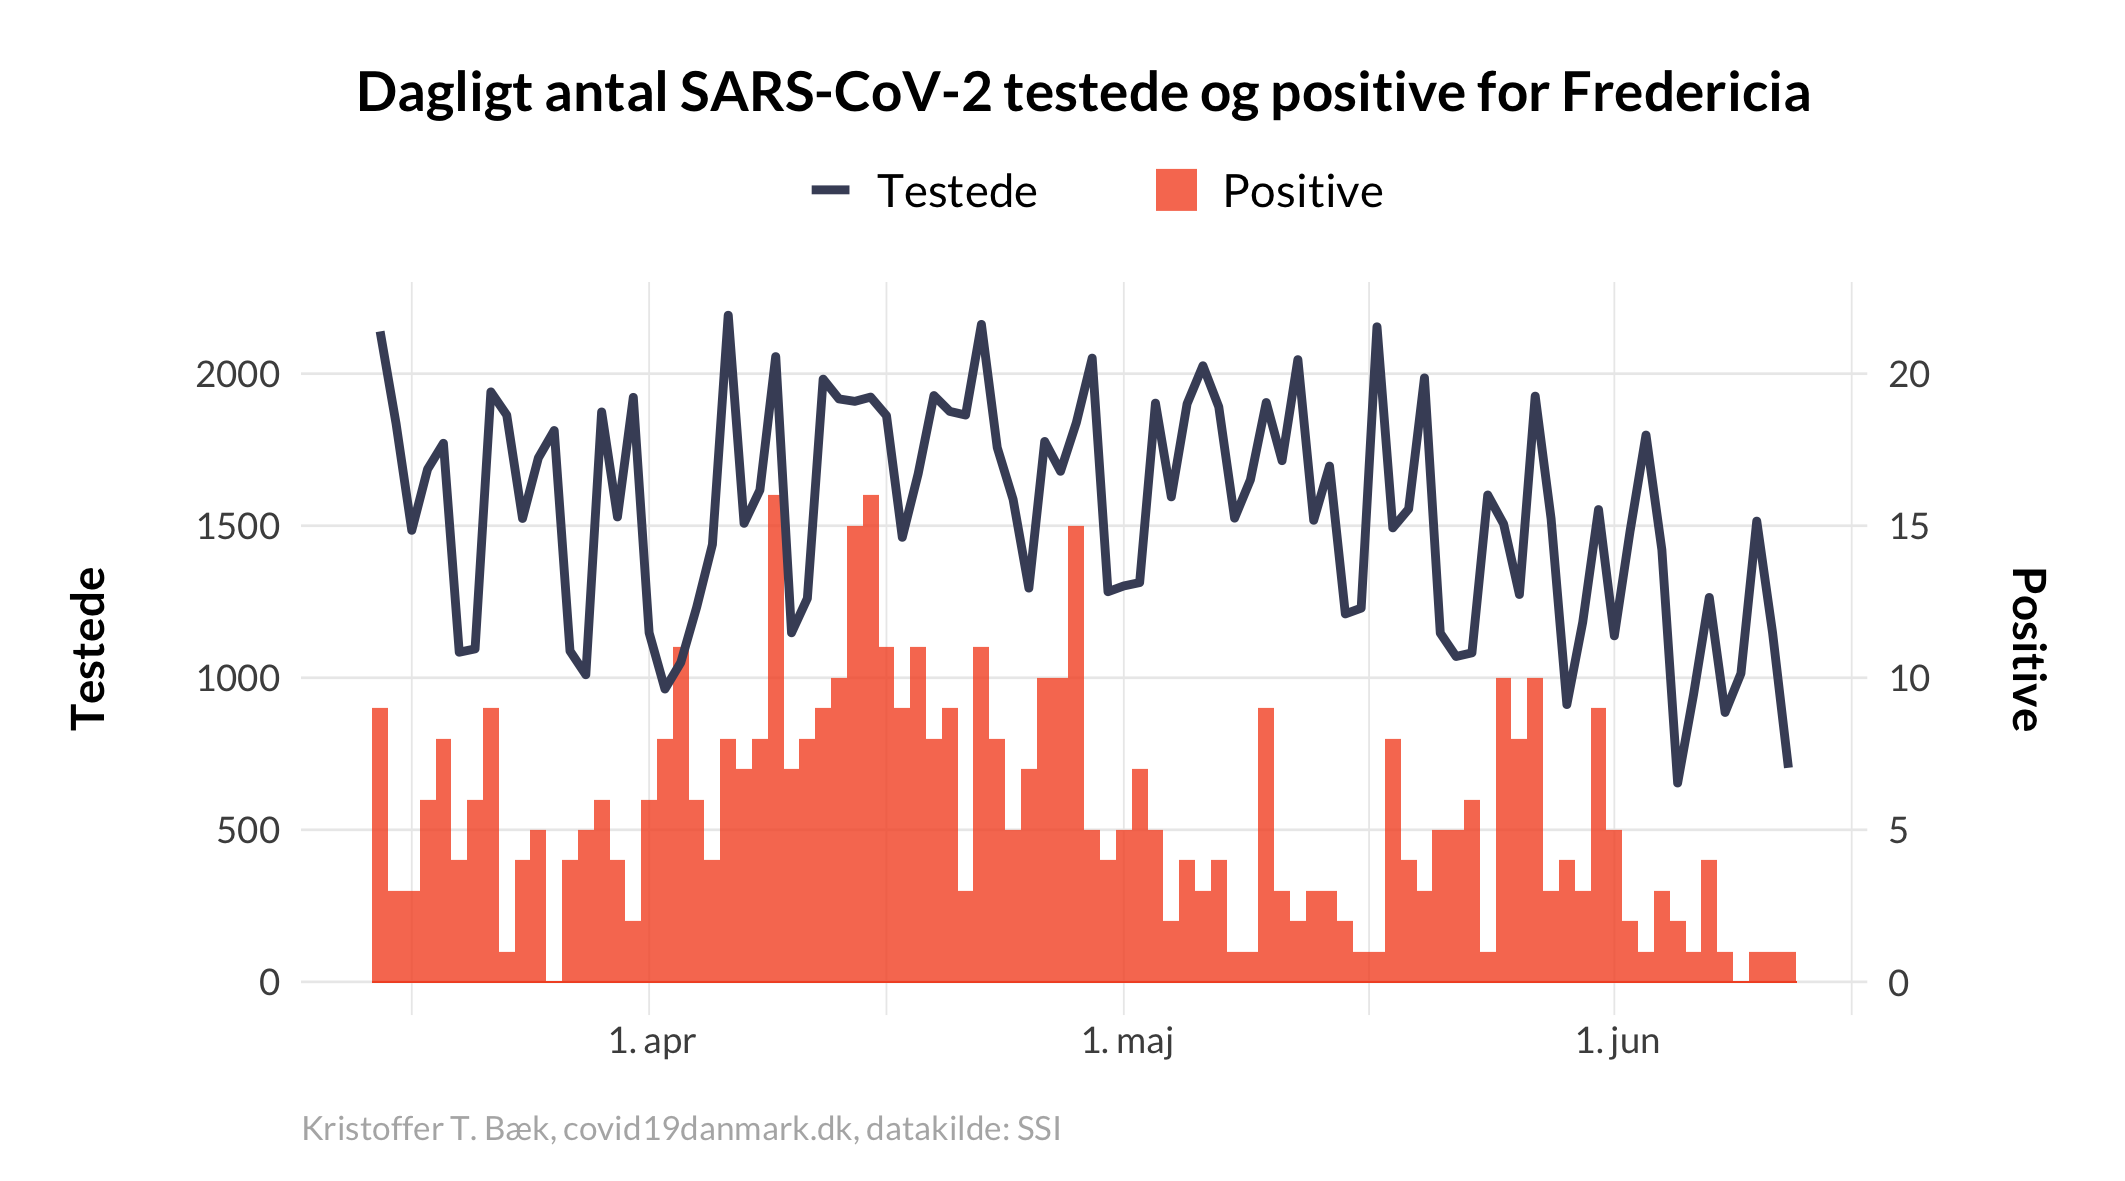 Dagligt antal SARS-CoV-2 testede og positive for Fredericia
Testede
Positive
2000
1500
1000
500
0
20
15
10
5
0
Testede
Positive
1. apr
1. maj
1. jun
Kristoffer T. Bæk, covid19danmark.dk, datakilde: SSI